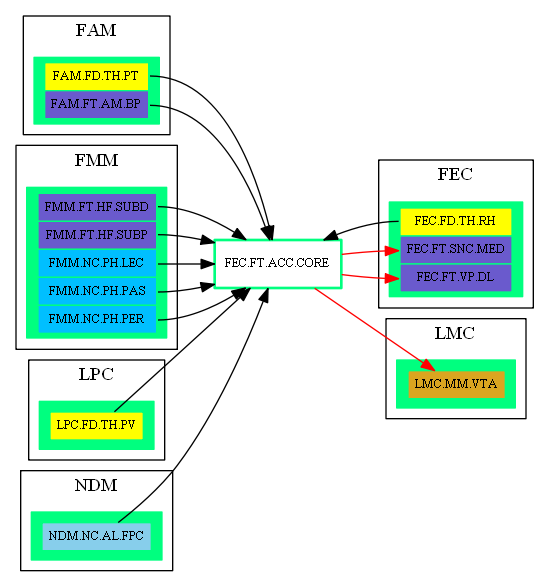 FAM
FAM.FD.TH.PT
FAM.FT.AM.BP
FMM
FMM.FT.HF.SUBD
FMM.FT.HF.SUBP
FMM.NC.PH.LEC
FMM.NC.PH.PAS
FMM.NC.PH.PER
LPC
LPC.FD.TH.PV
NDM
NDM.NC.AL.FPC
FEC.FT.ACC.CORE
FEC
FEC.FD.TH.RH
FEC.FT.SNC.MED
FEC.FT.VP.DL
LMC
LMC.MM.VTA